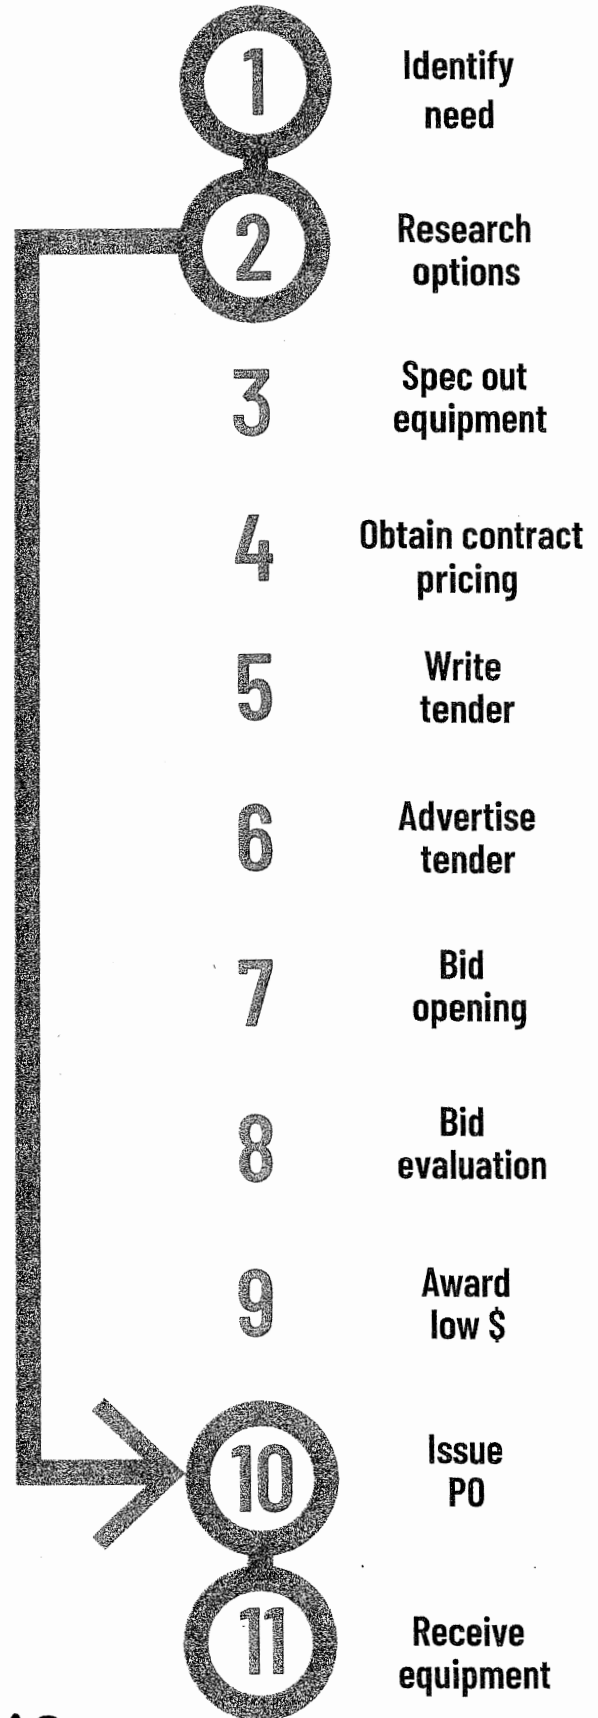 1
Identify
need
2
Research
options
3
Spec out
equipment
4
Obtain contract
pricing
5
Write
tender
6
Advertise
tender
7
Bid
opening
8
Bid
evaluation
9
Award
low $
10
Issue
PO
11
Receive
equipment